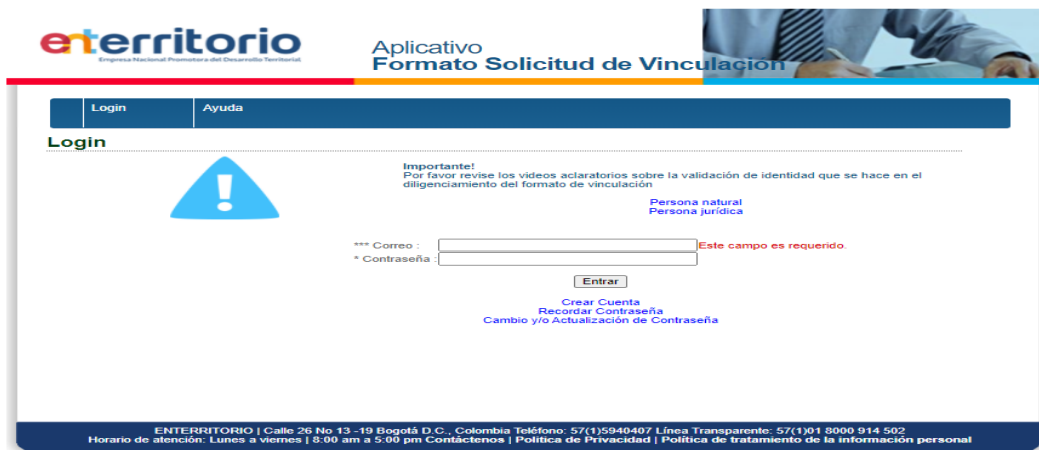 enterritorio
Empresa Nacional Promotora del Desarrollo Territorial
Aplicativo
Formato Solicitud de Vinculación
Login
Ayuda
Login
Importante!
Por favor revise los videos aclaratorios sobre la validación de identidad que se hace en el
diligenciamiento del formato de vinculación
Persona natural
Persona jurídica
*** Correo :
Este campo es requerido.
* Contraseña :
Entrar
Crear Cuenta
Recordar Contraseña
Cambio y/o Actualización de Contraseña
ENTERRITORIO | Calle 26 No 13 -19 Bogotá D.C., Colombia Teléfono: 57(1)5940407 Línea Transparente: 57(1)01 8000 914 502
Horario de atención: Lunes a viernes | 8:00 am a 5:00 pm Contáctenos | Politica de Privacidad | Política de tratamiento de la información personal